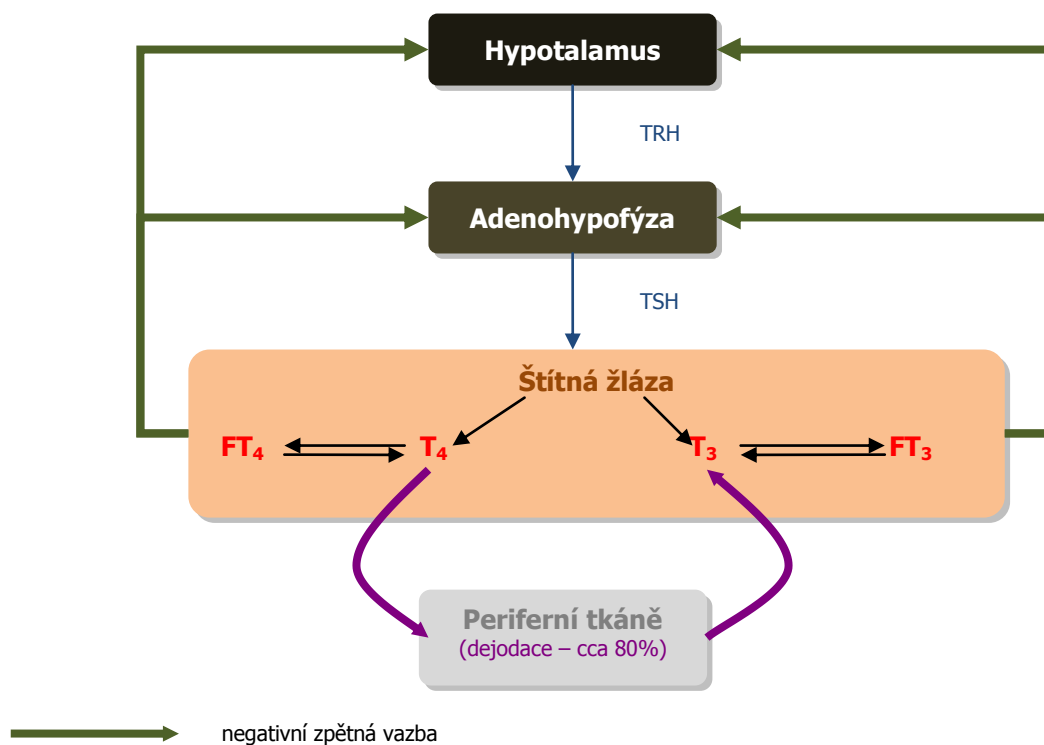 Hypotalamus
TRH
Adenohypofýza
TSH
Štítná žláza
FT₄
T₄
T₃
FT₃
Periferní tkáně
(dejodace – cca 80%)
negativní zpětná vazba